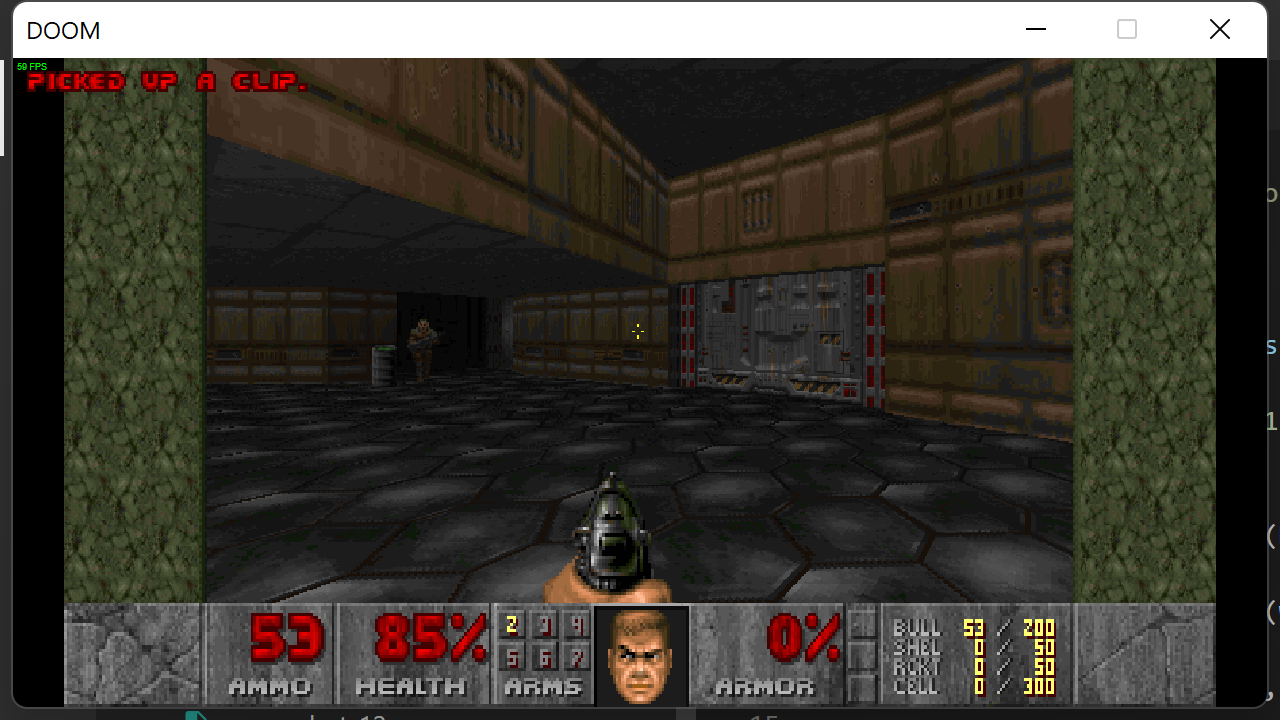 DOOM
59 FPS
PICKED UP A CLIP.
53
AMMO
85%
HEALTH
2 3 4
5 6 7
ARMS
0%
ARMOR
BULL 53 / 200
SHEL 0 / 50
RCKT 0 / 50
CELL 0 / 300